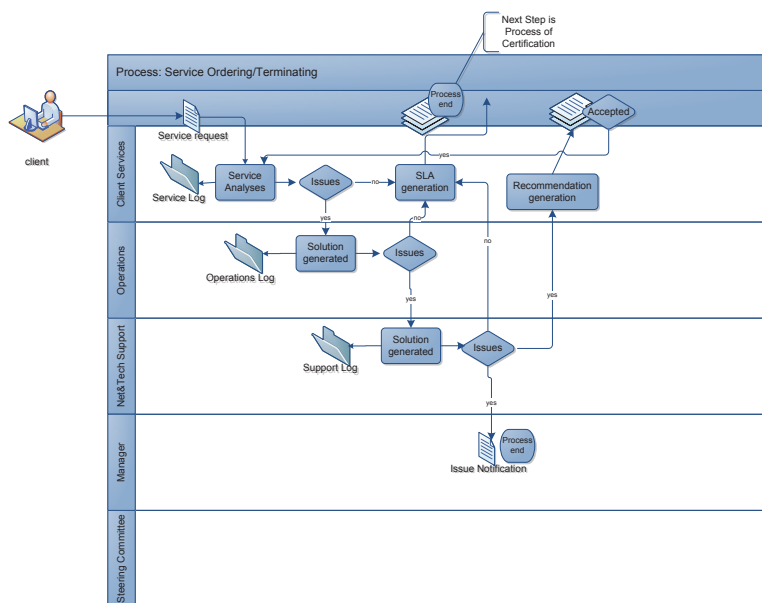 Next Step is
Process of
Certification
Process: Service Ordering/Terminating
Process
end
Accepted
Service request
client
Client Services
yes
Service
Analyses
Issues
no
SLA
generation
Recommendation
generation
Service Log
yes
no
Operations
Solution
generated
Issues
no
Operations Log
yes
yes
Net&Tech Support
Solution
generated
Issues
Support Log
yes
Manager
Process
end
Issue Notification
Steering Committee